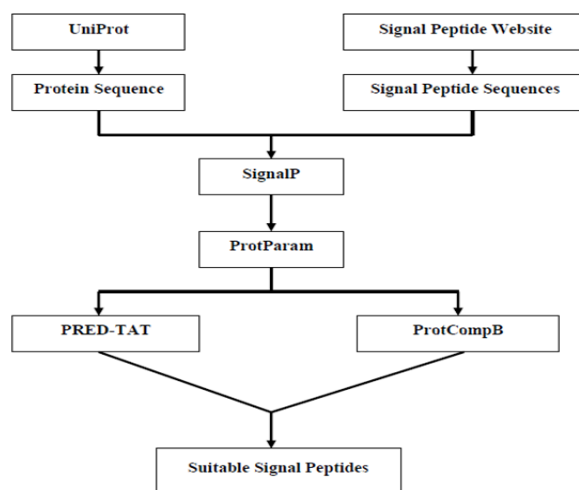 UniProt
Signal Peptide Website
Protein Sequence
Signal Peptide Sequences
SignalP
ProtParam
PRED-TAT
ProtCompB
Suitable Signal Peptides